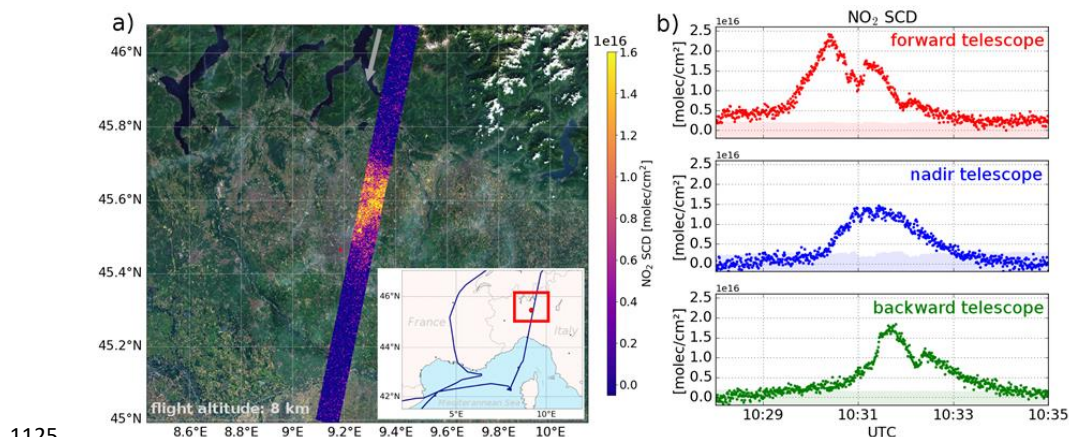 a)
46°N
45.8°N
45.6°N
45.4°N
45.2°N
45°N
8.6°E 8.8°E 9°E 9.2°E 9.4°E 9.6°E 9.8°E 10°E
flight altitude: 8 km
46°N
44°N
42°N
5°E 10°E
France
Italy
Mediterranean Sea
1e16
1.6
1.4
1.2
1.0
0.8
0.6
0.4
0.2
0.0
NO₂ SCD [molec/cm²]
b)
NO₂ SCD
1e16
forward telescope
2.5
2.0
1.5
1.0
0.5
0.0
[molec/cm²]
1e16
nadir telescope
2.5
2.0
1.5
1.0
0.5
0.0
[molec/cm²]
1e16
backward telescope
2.5
2.0
1.5
1.0
0.5
0.0
[molec/cm²]
10:29 10:31 10:33 10:35
UTC
1125